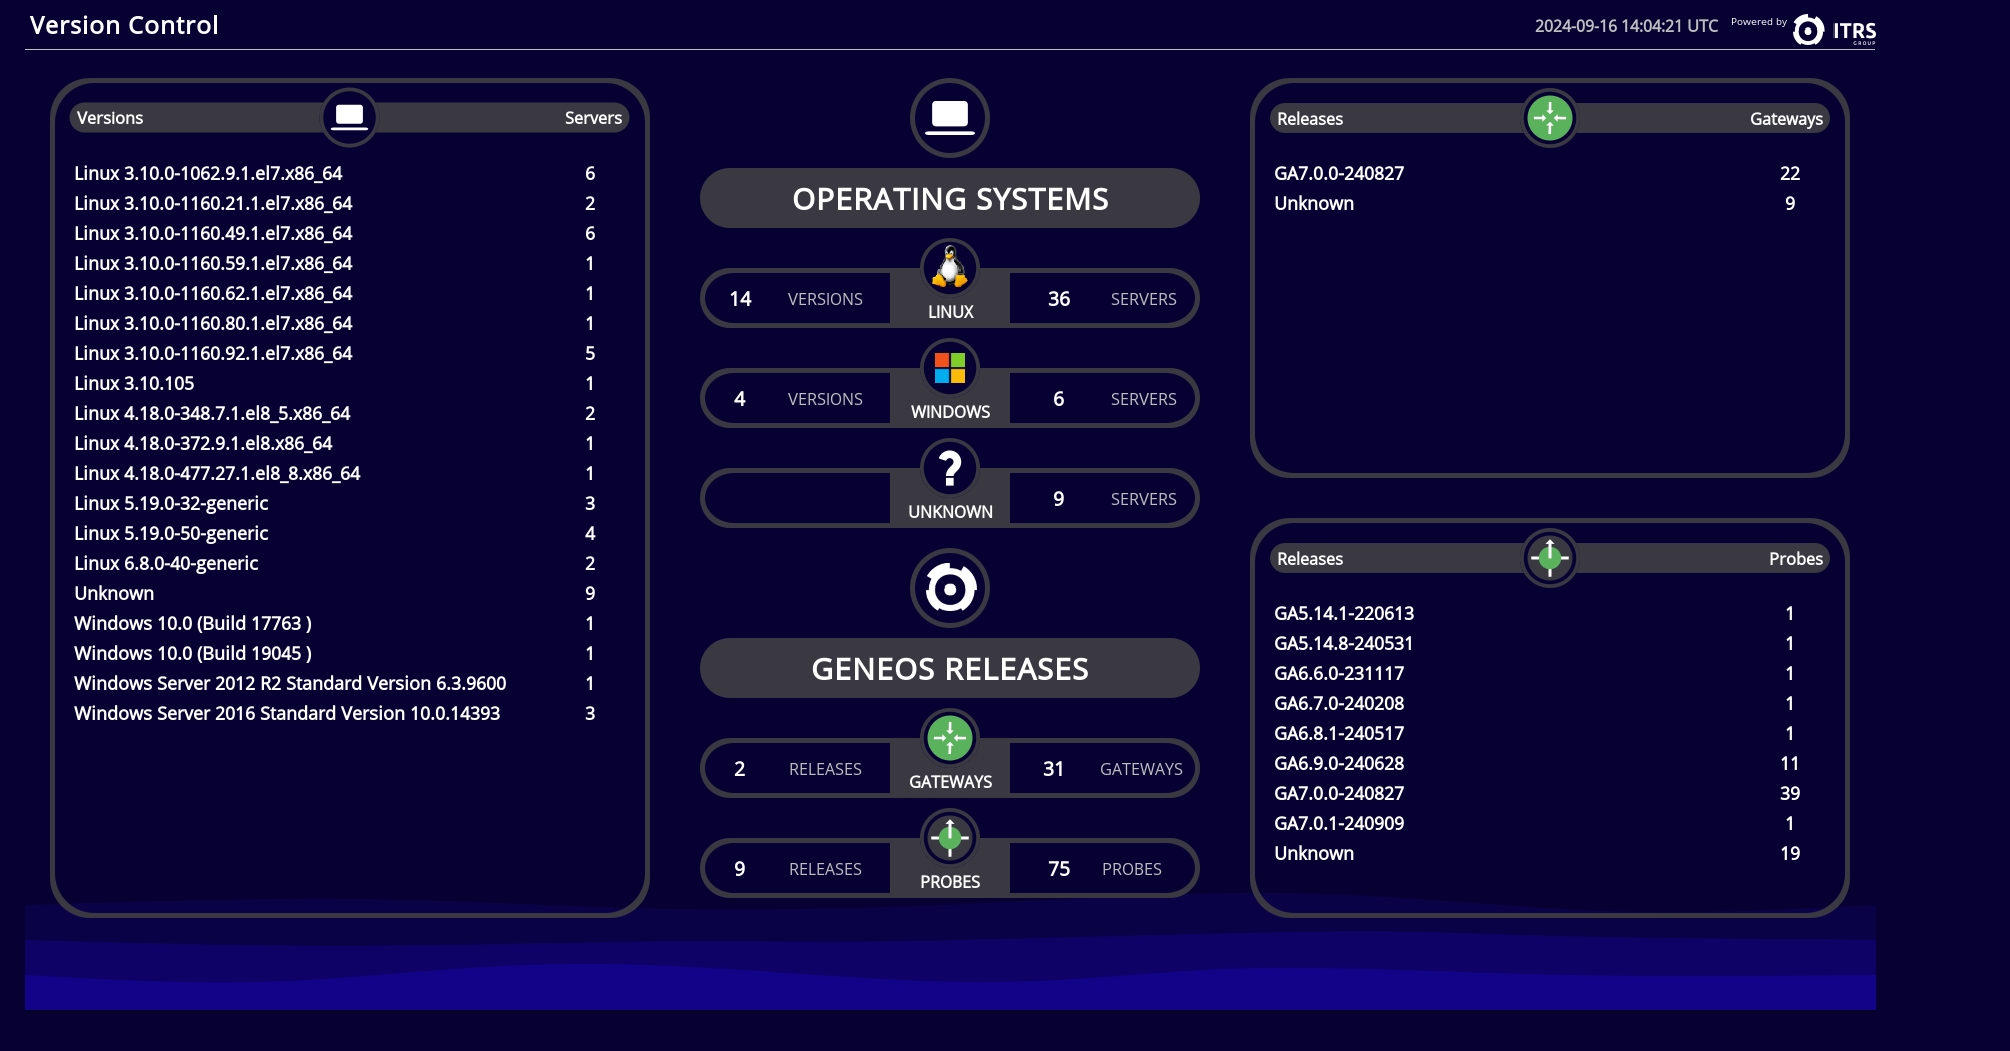 Version Control
2024-09-16 14:04:21 UTC
Powered by
ITRS
GROUP
Versions Servers
Linux 3.10.0-1062.9.1.el7.x86_64 6
Linux 3.10.0-1160.21.1.el7.x86_64 2
Linux 3.10.0-1160.49.1.el7.x86_64 6
Linux 3.10.0-1160.59.1.el7.x86_64 1
Linux 3.10.0-1160.62.1.el7.x86_64 1
Linux 3.10.0-1160.80.1.el7.x86_64 1
Linux 3.10.0-1160.92.1.el7.x86_64 5
Linux 3.10.105 1
Linux 4.18.0-348.7.1.el8_5.x86_64 2
Linux 4.18.0-372.9.1.el8.x86_64 1
Linux 4.18.0-477.27.1.el8_8.x86_64 1
Linux 5.19.0-32-generic 3
Linux 5.19.0-50-generic 4
Linux 6.8.0-40-generic 2
Unknown 9
Windows 10.0 (Build 17763 ) 1
Windows 10.0 (Build 19045 ) 1
Windows Server 2012 R2 Standard Version 6.3.9600 1
Windows Server 2016 Standard Version 10.0.14393 3
OPERATING SYSTEMS
14 VERSIONS LINUX 36 SERVERS
4 VERSIONS WINDOWS 6 SERVERS
? UNKNOWN 9 SERVERS
GENEOS RELEASES
2 RELEASES GATEWAYS 31 GATEWAYS
9 RELEASES PROBES 75 PROBES
Releases Gateways
GA7.0.0-240827 22
Unknown 9
Releases Probes
GA5.14.1-220613 1
GA5.14.8-240531 1
GA6.6.0-231117 1
GA6.7.0-240208 1
GA6.8.1-240517 1
GA6.9.0-240628 11
GA7.0.0-240827 39
GA7.0.1-240909 1
Unknown 19